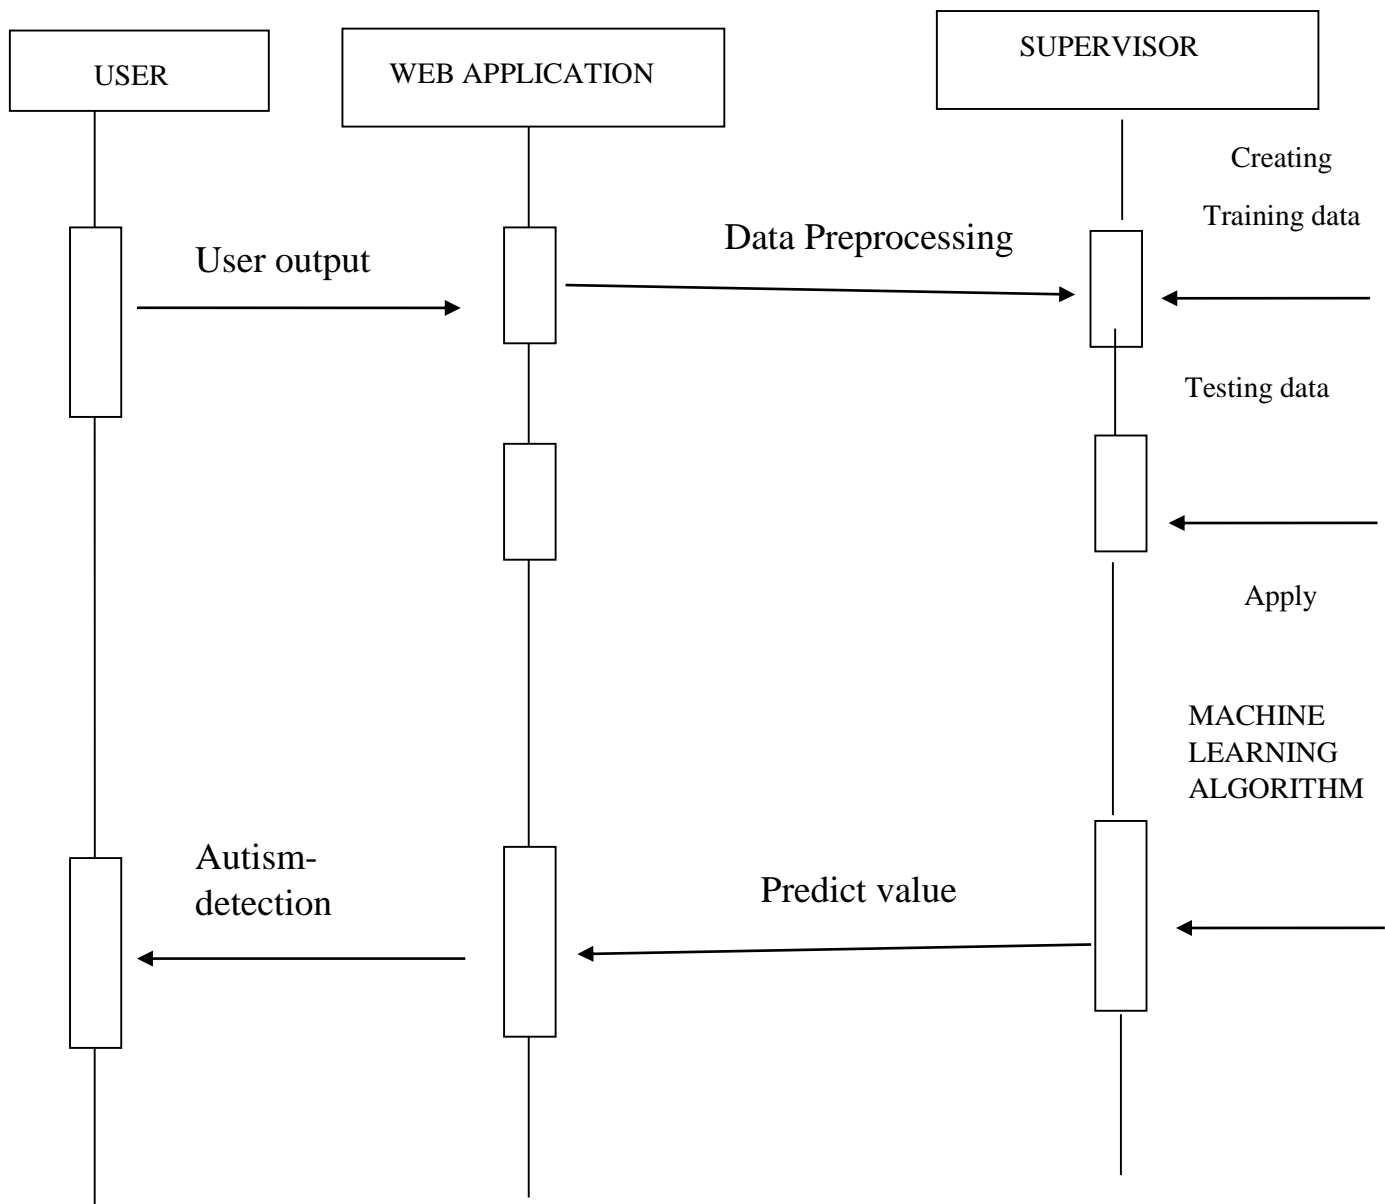 USER
WEB APPLICATION
SUPERVISOR
Creating
Training data
User output
Data Preprocessing
Testing data
Apply
MACHINE
LEARNING
ALGORITHM
Autism-
detection
Predict value